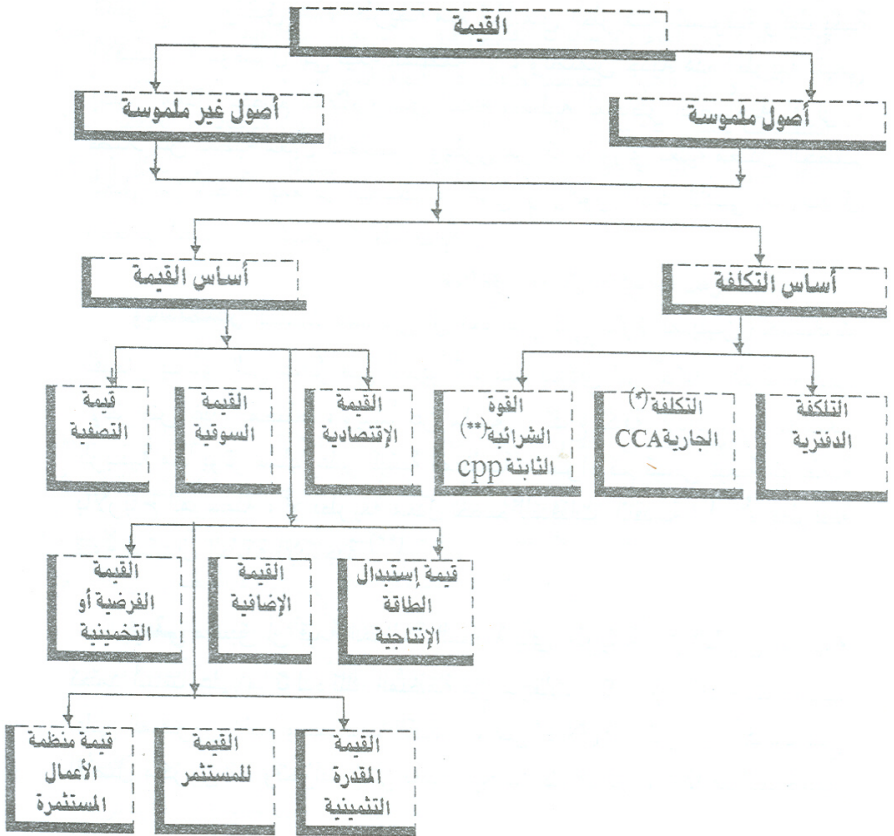 القيمة
أصول ملموسة
أصول غير ملموسة
أساس التكلفة
أساس القيمة
التلكفة
الدفترية
التكلفة(*)
الجارية CCA
القوة
الشرائية(**)
الثابتة cpp
القيمة
الإقتصادية
القيمة
السوقية
قيمة
التصفية
قيمة إستبدال
الطاقة
الإنتاجية
القيمة
الإضافية
القيمة
الفرضية أو
التخمينية
القيمة
المقدرة
التثمينية
القيمة
للمستثمر
قيمة منظمة
الأعمال
المستثمرة